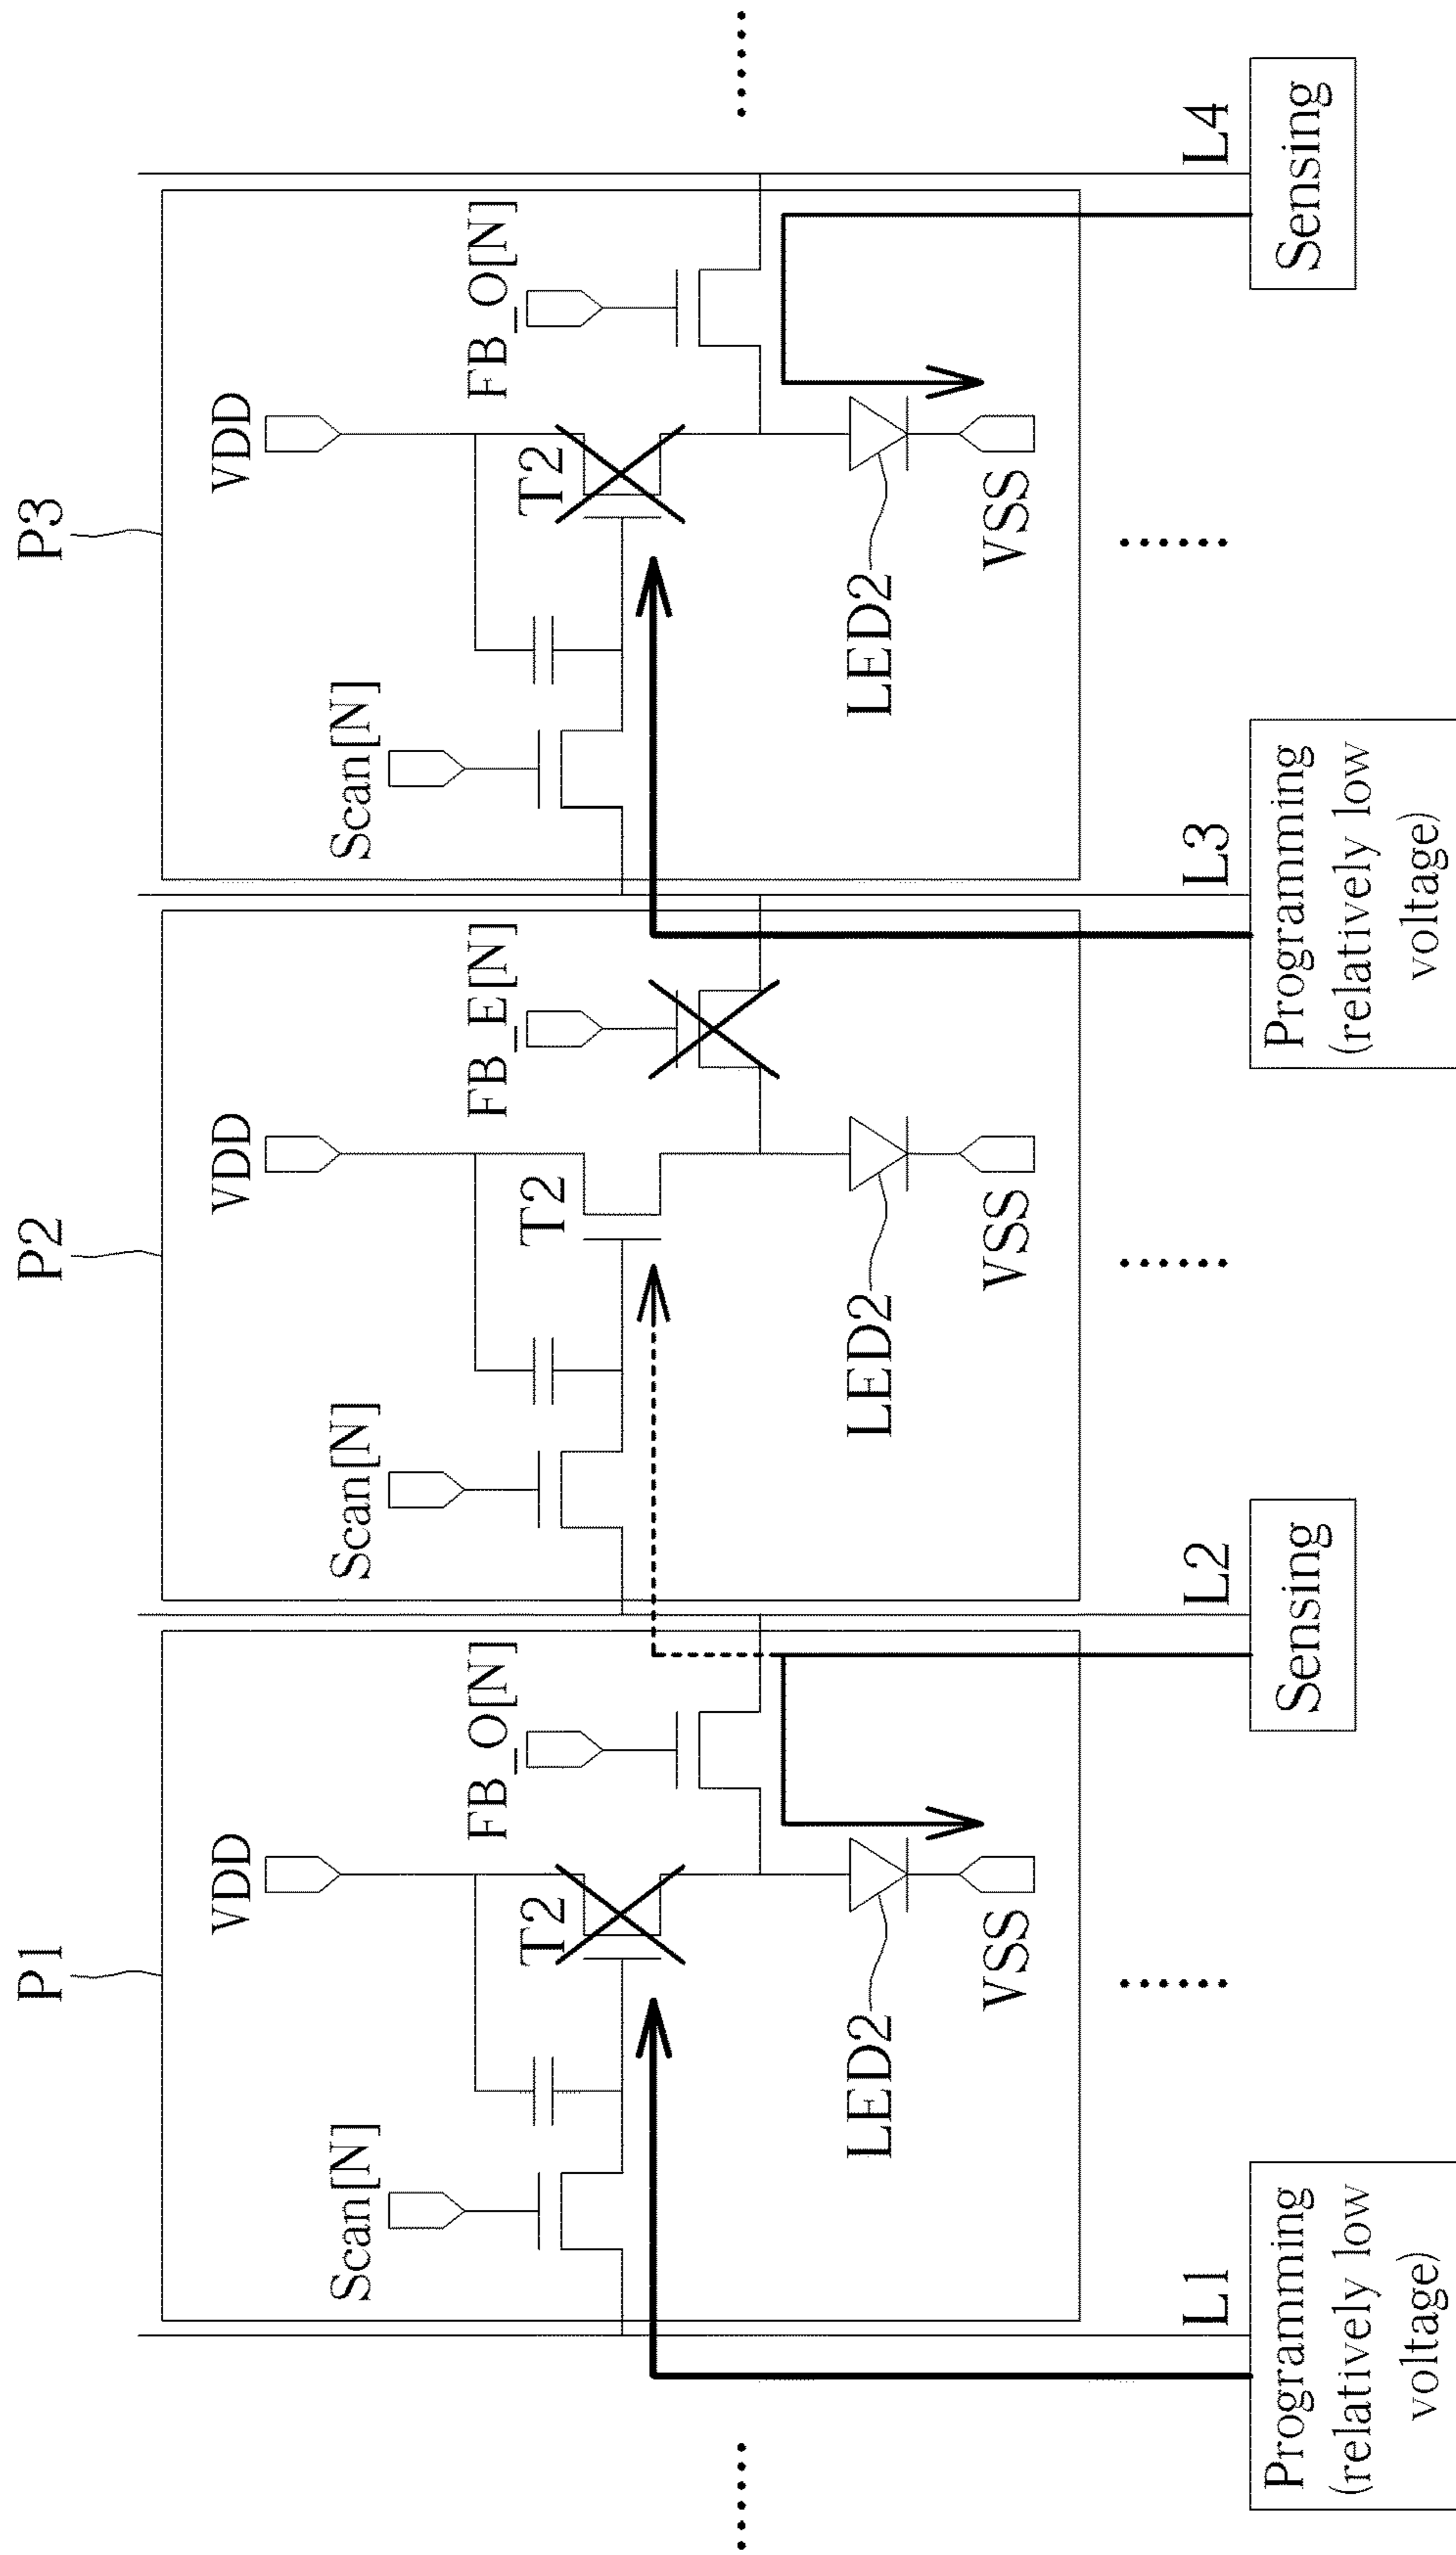 P1
P2
P3
VDD
VDD
VDD
Scan[N]
Scan[N]
Scan[N]
FB_O[N]
FB_E[N]
FB_O[N]
T2
T2
T2
LED2
LED2
LED2
VSS
VSS
VSS
L1
L2
L3
L4
Programming
(relatively low
voltage)
Sensing
Programming
(relatively low
voltage)
Sensing